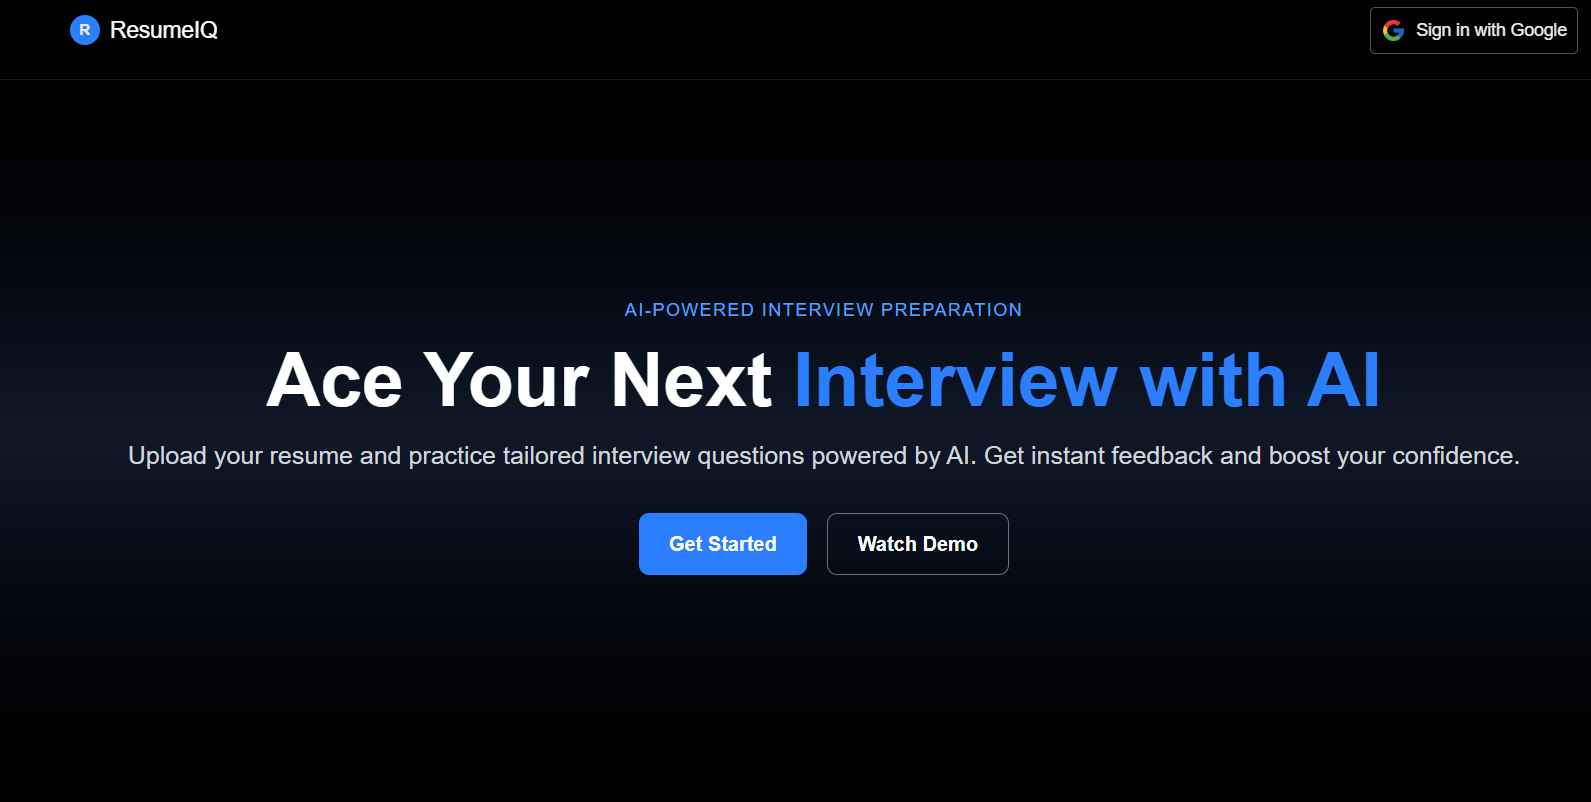 R ResumeIQ
Sign in with Google
AI-POWERED INTERVIEW PREPARATION
Ace Your Next Interview with AI
Upload your resume and practice tailored interview questions powered by AI. Get instant feedback and boost your confidence.
Get Started
Watch Demo